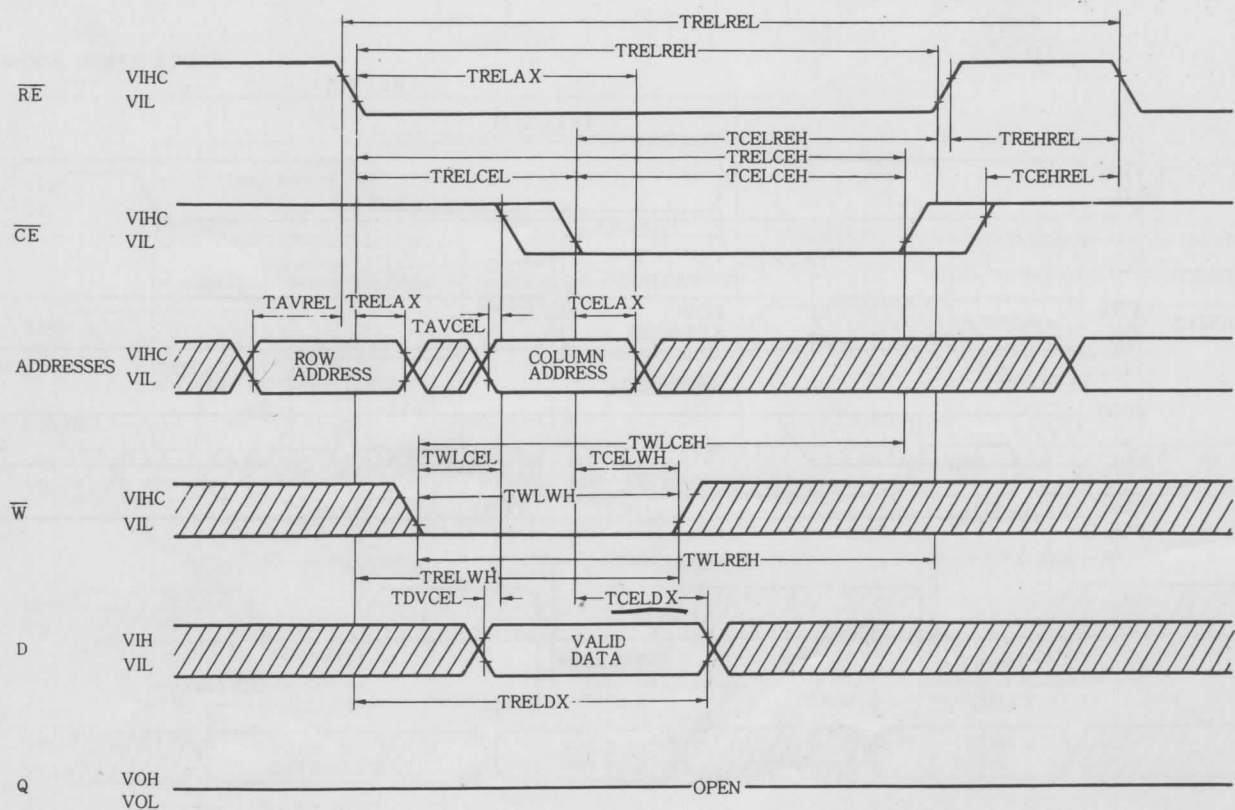 TRELREL
TRELREH
TRELAX
VIHC
RE
VIL
TCELREH
TREHREL
TRELCEH
TRELCEL
TCELCEH
TCEHREL
VIHC
CE
VIL
TAVREL
TRELAX
TCELAX
TAVCEL
VIHC
ADDRESSES
VIL
ROW
ADDRESS
COLUMN
ADDRESS
TWLCEH
TWLCEL
TCELWH
VIHC
W
VIL
TWLWH
TWLREH
TRELWH
TDVCEL
TCELDX
VIH
D
VIL
VALID
DATA
TRELDX
VOH
Q
VOL
OPEN